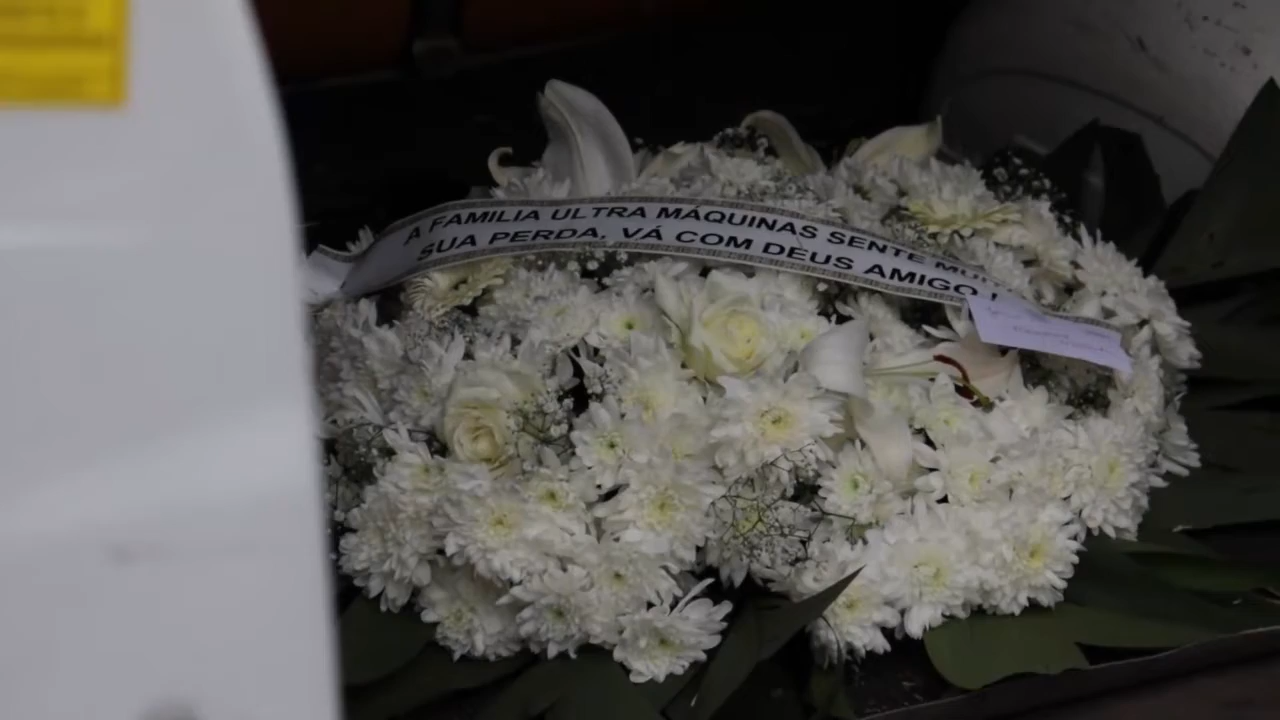 A FAMILIA ULTRA MÁQUINAS SENTE
SUA PERDA, VÁ COM DEUS AMIGO !